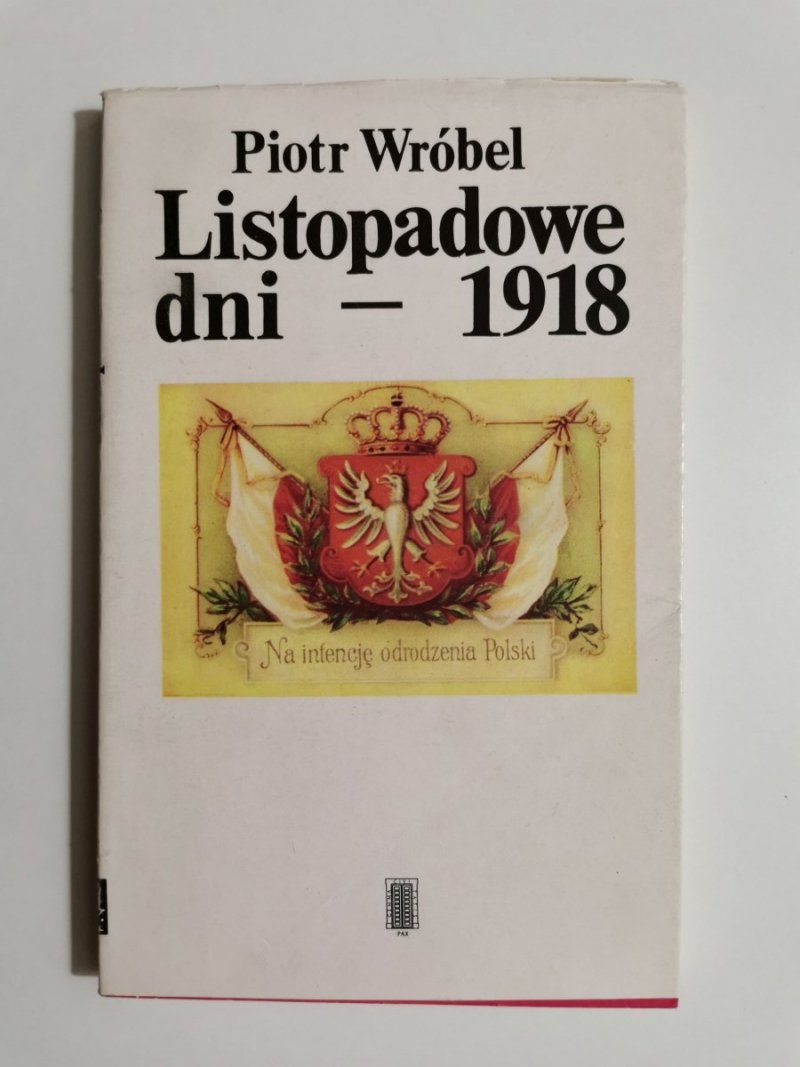 Piotr Wróbel
Listopadowe
dni — 1918
Na intencję odrodzenia Polski
PAX